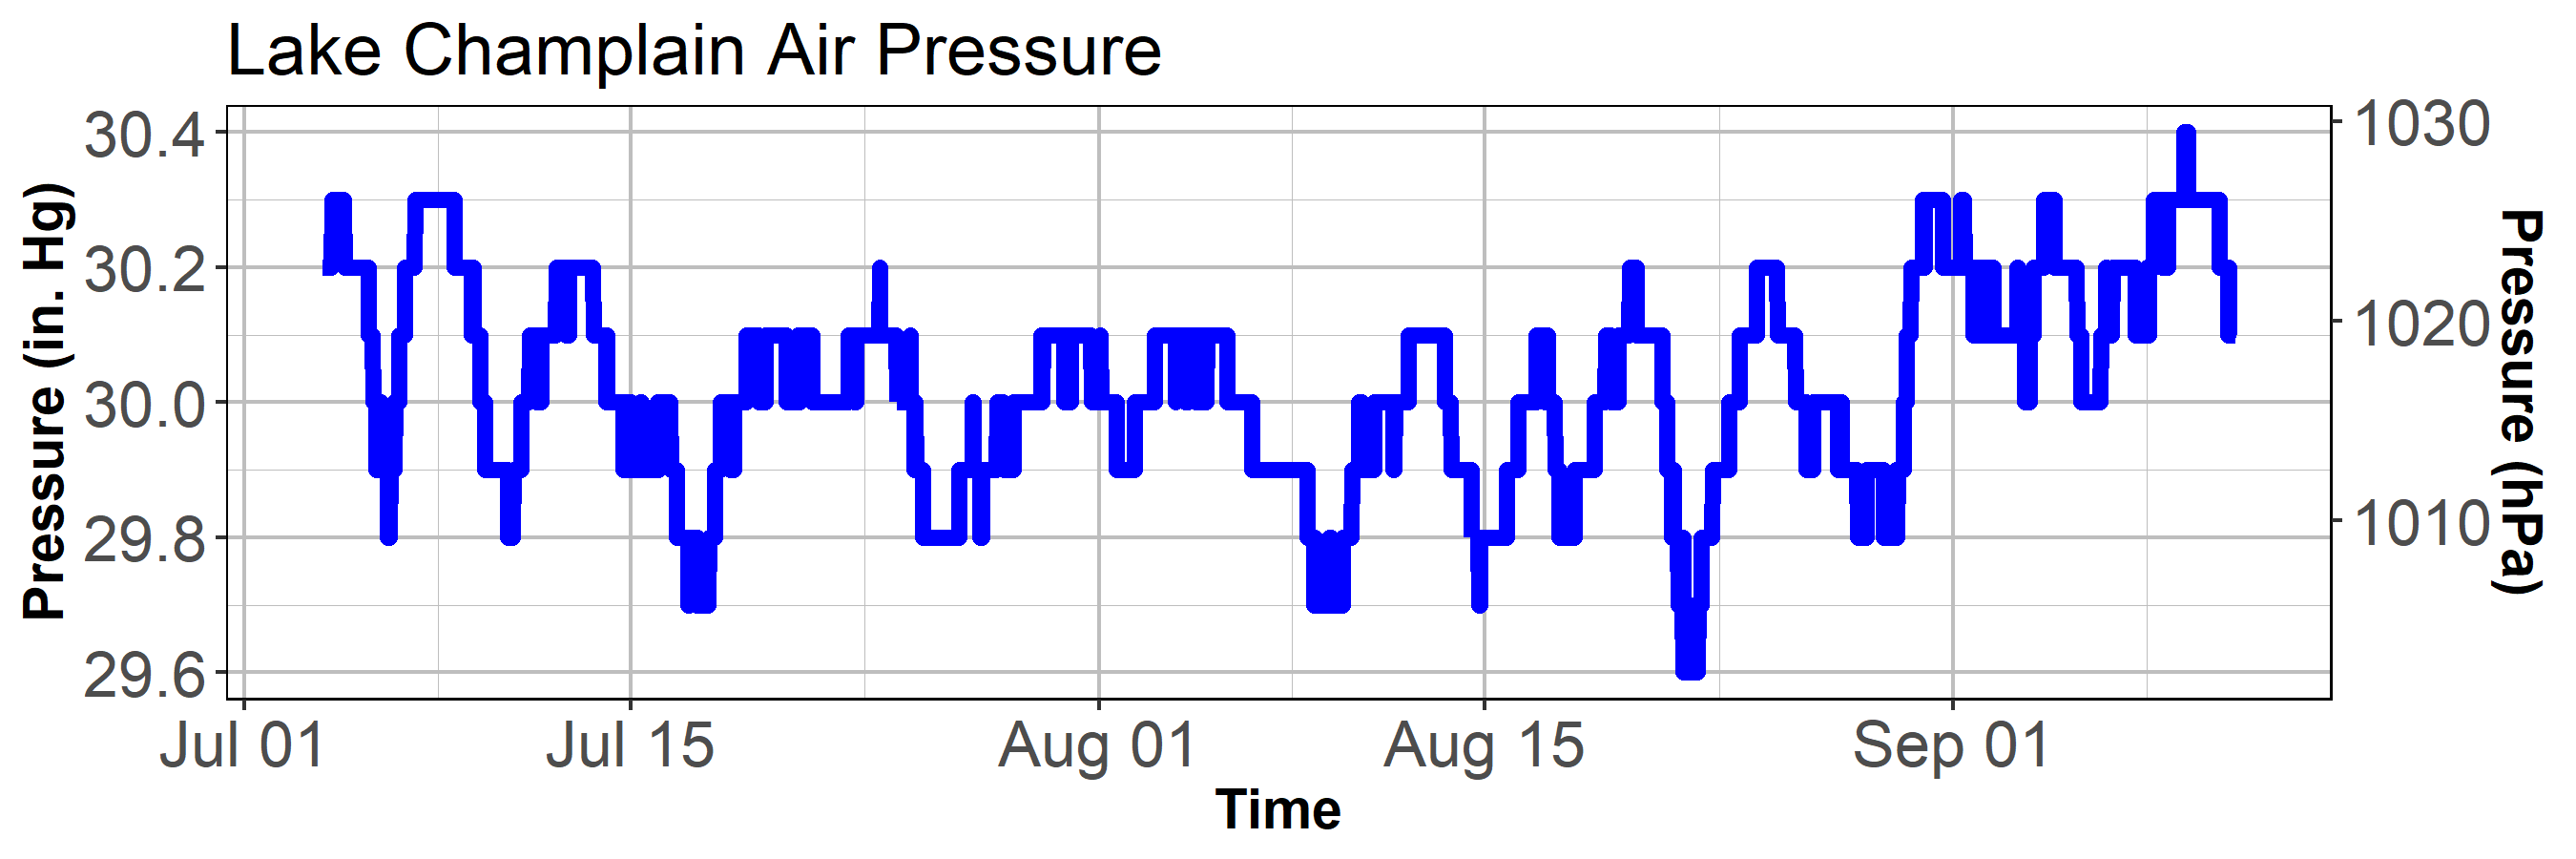 Lake Champlain Air Pressure
Pressure (in. Hg)
30.4
30.2
30.0
29.8
29.6
1030
1020
1010
Pressure (hPa)
Jul 01 Jul 15 Aug 01 Aug 15 Sep 01
Time